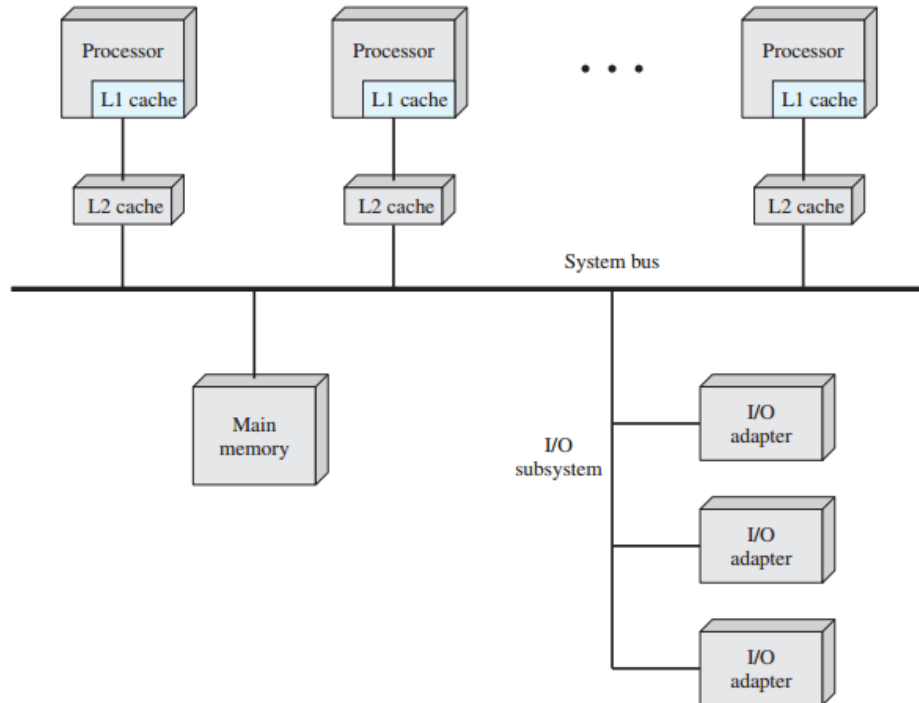 Processor
L1 cache
L2 cache
Processor
L1 cache
L2 cache
Processor
L1 cache
L2 cache
System bus
Main
memory
I/O
subsystem
I/O
adapter
I/O
adapter
I/O
adapter